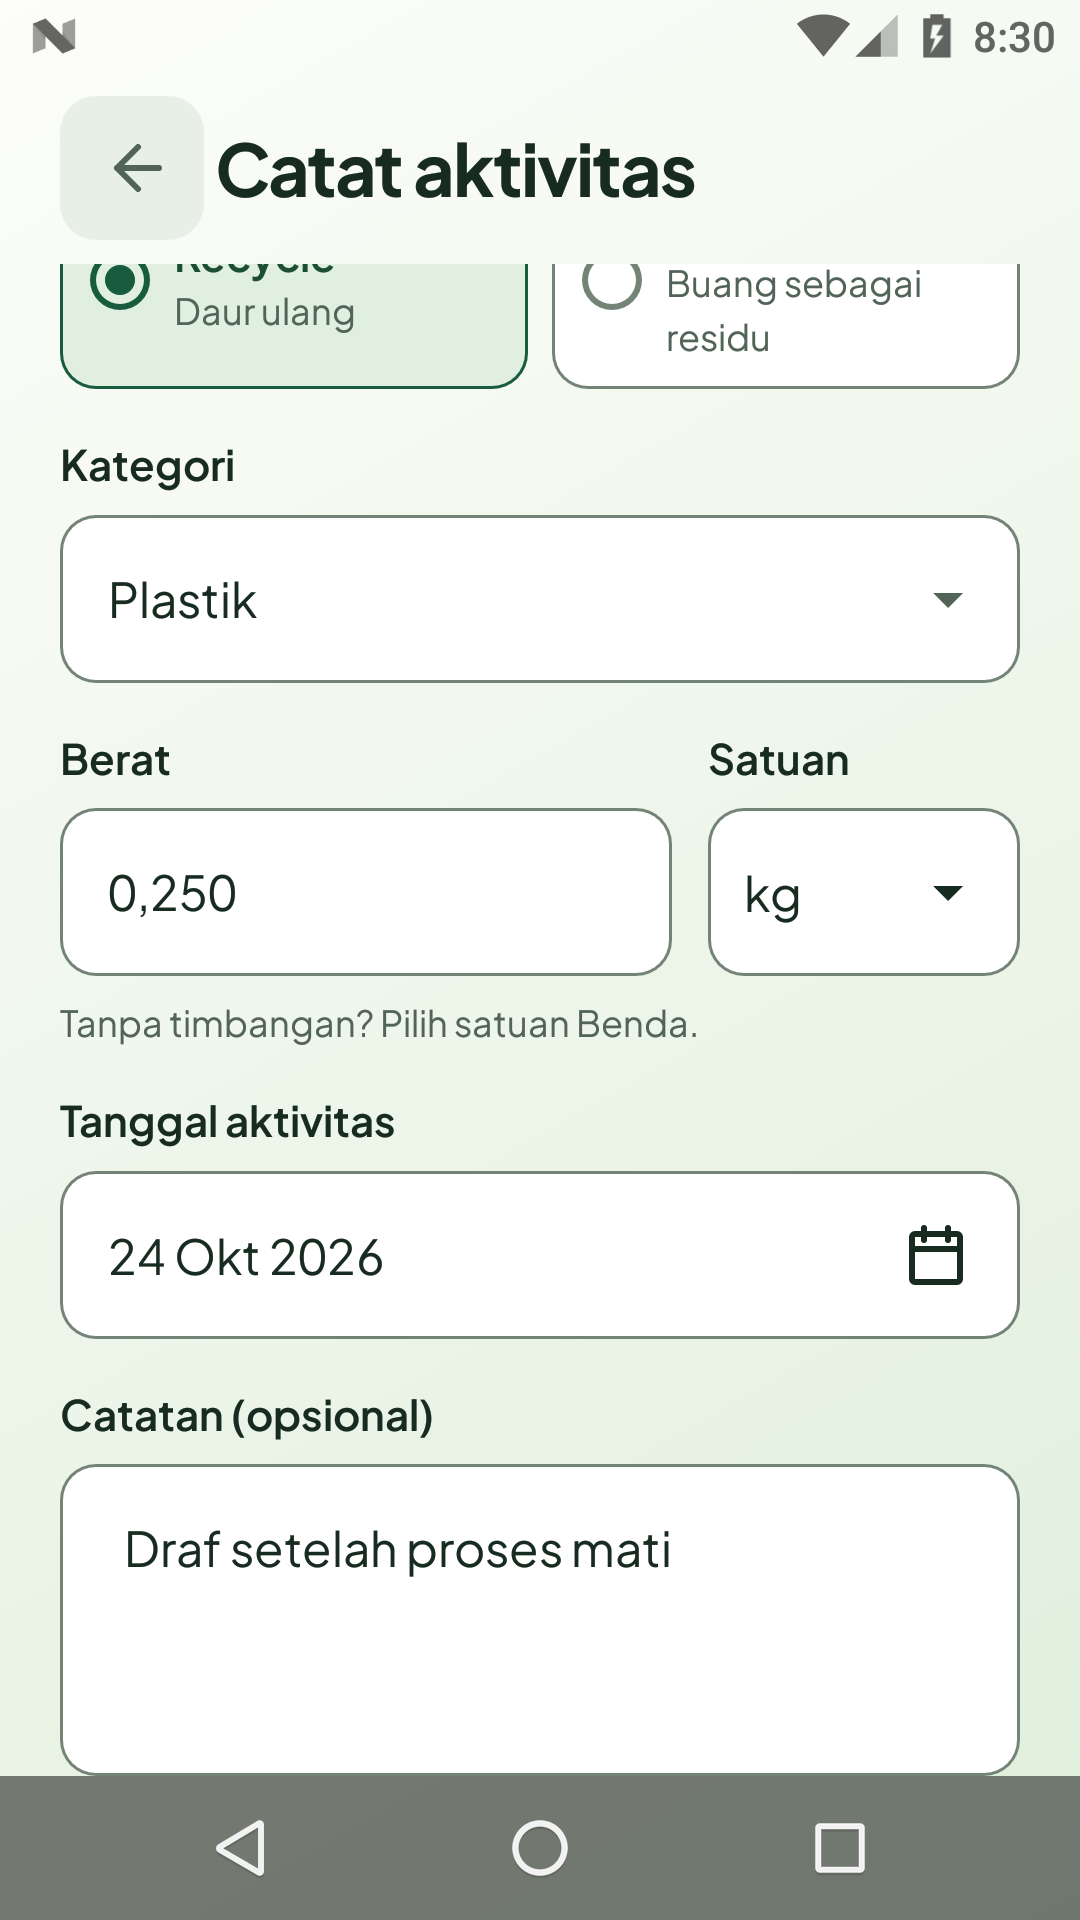 8:30
Catat aktivitas
Recycle
Daur ulang
Buang sebagai
residu
Kategori
Plastik
Berat
Satuan
0,250
kg
Tanpa timbangan? Pilih satuan Benda.
Tanggal aktivitas
24 Okt 2026
Catatan (opsional)
Draf setelah proses mati